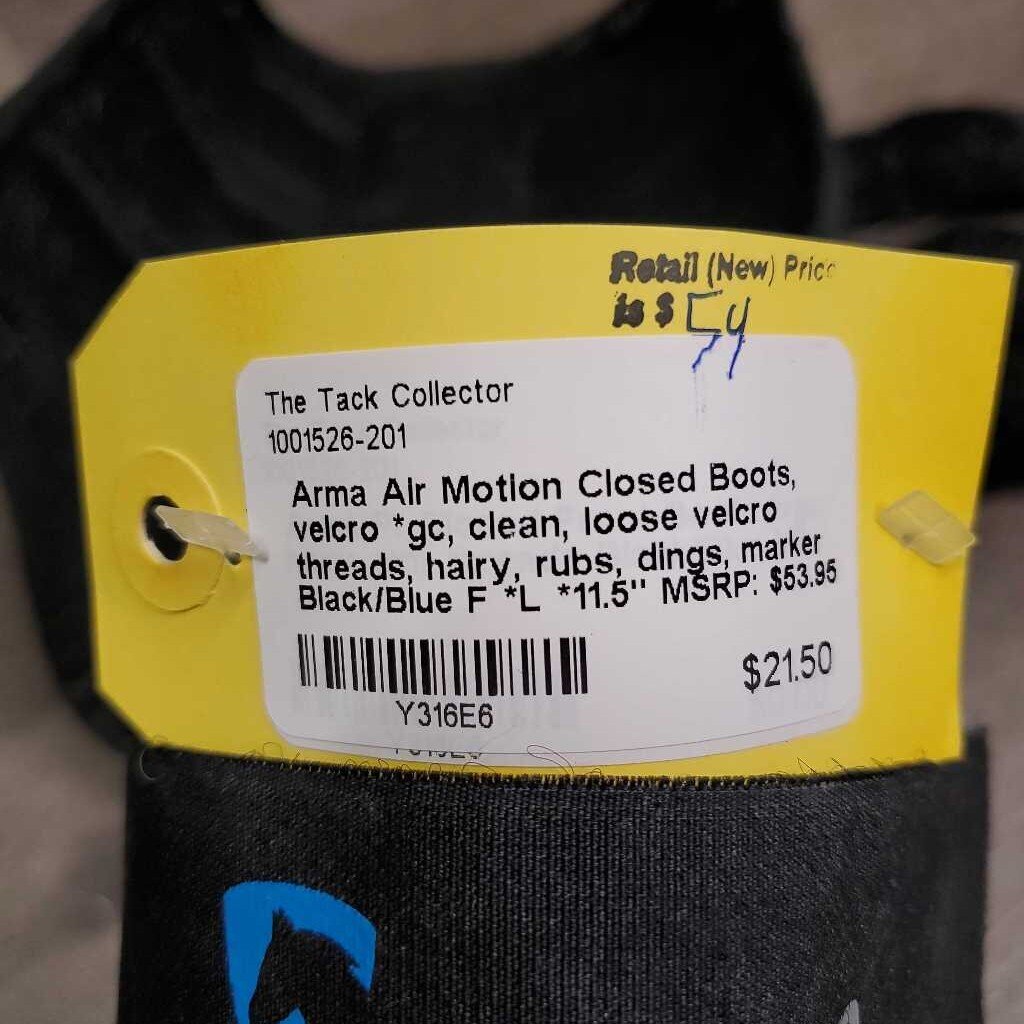 Retail (New) Price
is $ 54
The Tack Collector
1001526-201
Arma Air Motion Closed Boots,
velcro *gc, clean, loose velcro
threads, hairy, rubs, dings, marker
Black/Blue F *L *11.5" MSRP: $53.95
$21.50
Y316E6